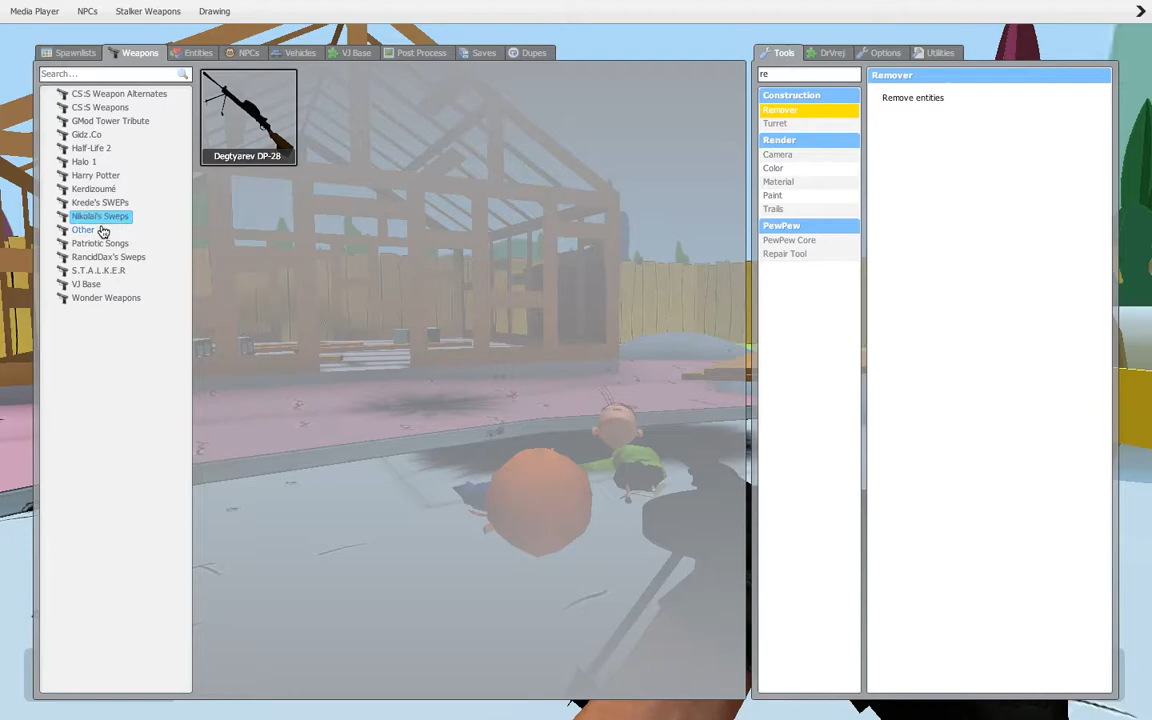 Media Player NPCs Stalker Weapons Drawing
Spawnlists Weapons Entities NPCs Vehicles VJ Base Post Process Saves Dupes
Search...
CS:S Weapon Alternates
CS:S Weapons
GMod Tower Tribute
Gidz.Co
Half-Life 2
Halo 1
Harry Potter
Kerdizoumé
Krede's SWEPs
Nikolai's Sweps
Other
Patriotic Songs
RancidDax's Sweps
S.T.A.L.K.E.R
VJ Base
Wonder Weapons
Degtyarev DP-28
Tools DrVrej Options Utilities
re
Construction
Remover
Turret
Render
Camera
Color
Material
Paint
Trails
PewPew
PewPew Core
Repair Tool
Remover
Remove entities